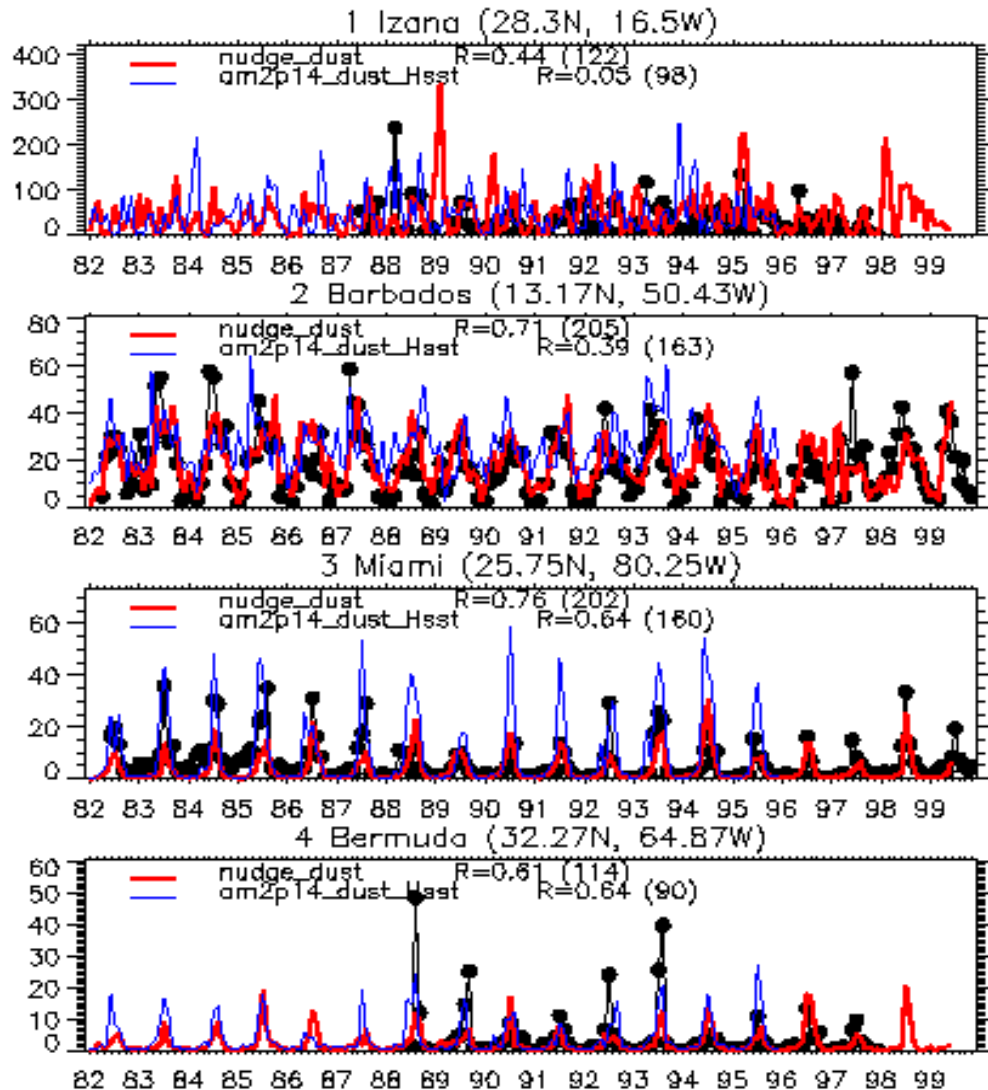 1 Izana (28.3N, 16.5W)
400
nudge_dust R=0.44 (122)
am2p14_dust_Hsst R=0.05 (98)
300
200
100
0
82 83 84 85 86 87 88 89 90 91 92 93 94 95 96 97 98 99
2 Barbados (13.17N, 50.43W)
80
nudge_dust R=0.71 (205)
am2p14_dust_Hsst R=0.39 (163)
60
40
20
0
82 83 84 85 86 87 88 89 90 91 92 93 94 95 96 97 98 99
3 Miami (25.75N, 80.25W)
nudge_dust R=0.76 (202)
am2p14_dust_Hsst R=0.64 (160)
60
40
20
0
82 83 84 85 86 87 88 89 90 91 92 93 94 95 96 97 98 99
4 Bermuda (32.27N, 64.87W)
60
nudge_dust R=0.61 (114)
am2p14_dust_Hsst R=0.64 (90)
50
40
30
20
10
0
82 83 84 85 86 87 88 89 90 91 92 93 94 95 96 97 98 99